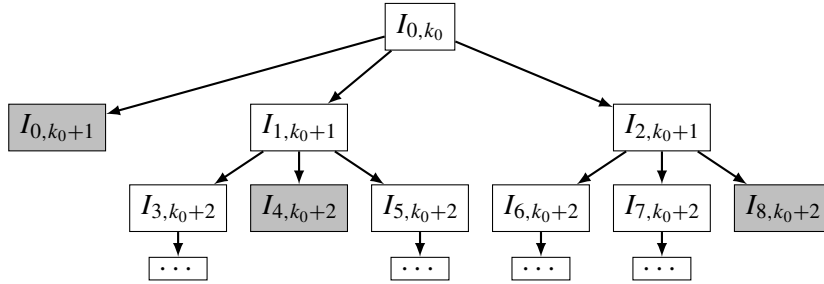 I_{0,k_0}
I_{0,k_0+1} I_{1,k_0+1} I_{2,k_0+1}
I_{3,k_0+2} I_{4,k_0+2} I_{5,k_0+2} I_{6,k_0+2} I_{7,k_0+2} I_{8,k_0+2}
··· ··· ··· ···